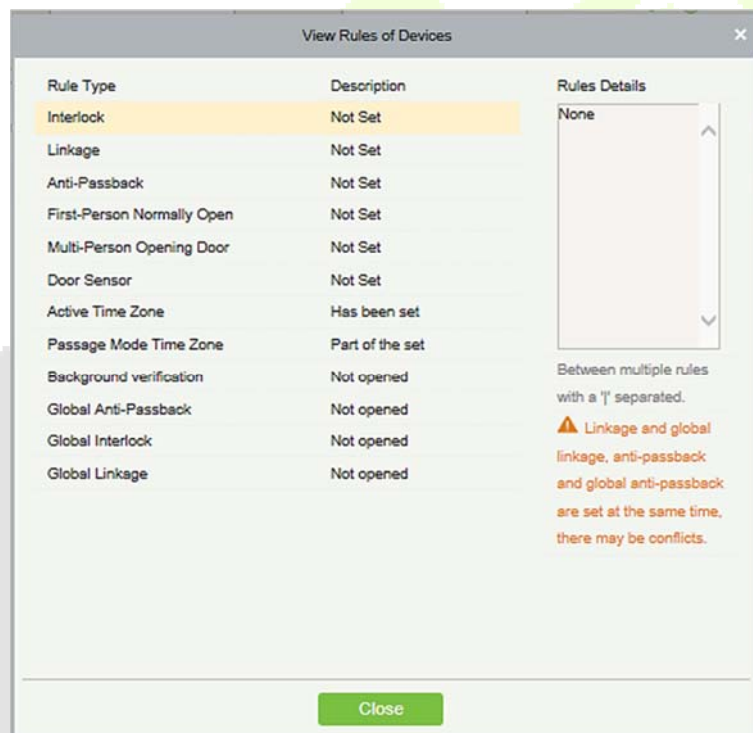 View Rules of Devices
Rule Type Description Rules Details
Interlock Not Set None
Linkage Not Set
Anti-Passback Not Set
First-Person Normally Open Not Set
Multi-Person Opening Door Not Set
Door Sensor Not Set
Active Time Zone Has been set
Passage Mode Time Zone Part of the set
Background verification Not opened
Global Anti-Passback Not opened
Global Interlock Not opened
Global Linkage Not opened
Between multiple rules
with a '|' separated.
Linkage and global
linkage, anti-passback
and global anti-passback
are set at the same time,
there may be conflicts.
Close